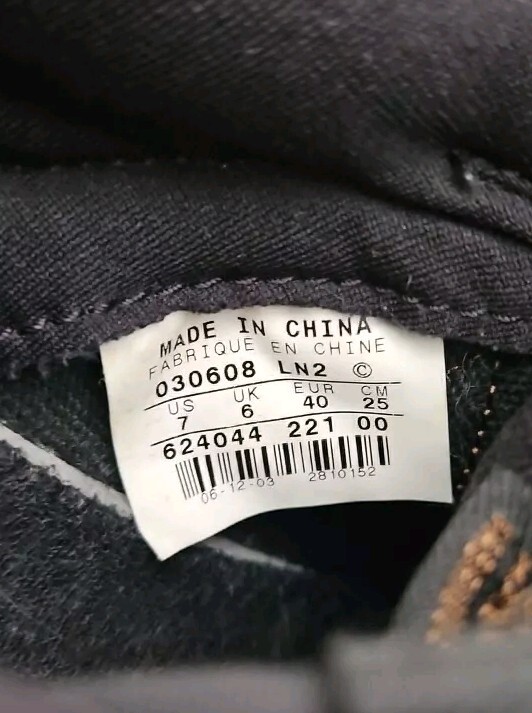 MADE IN CHINA
FABRIQUE EN CHINE
030608 LN2 ©
US UK EUR CM
7 6 40 25
624044 221 00
06-12-03 2810152